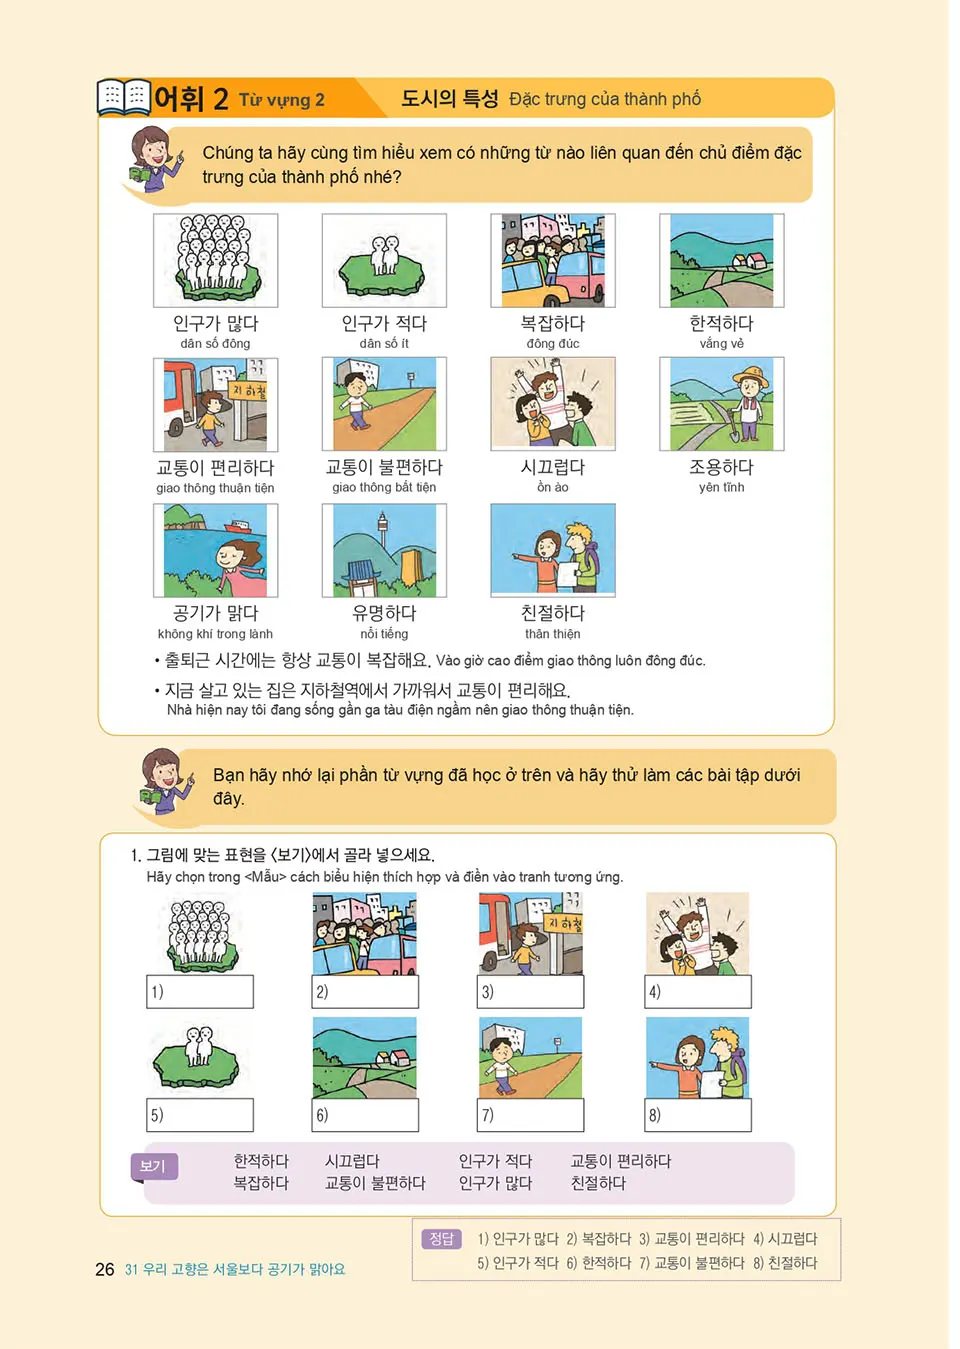 어휘 2 Từ vựng 2 도시의 특성 Đặc trưng của thành phố
Chúng ta hãy cùng tìm hiểu xem có những từ nào liên quan đến chủ điểm đặc
trưng của thành phố nhé?
인구가 많다 인구가 적다 복잡하다 한적하다
dân số đông dân số ít đông đúc vắng vẻ
지하철
교통이 편리하다 교통이 불편하다 시끄럽다 조용하다
giao thông thuận tiện giao thông bất tiện ồn ào yên tĩnh
공기가 맑다 유명하다 친절하다
không khí trong lành nổi tiếng thân thiện
• 출퇴근 시간에는 항상 교통이 복잡해요. Vào giờ cao điểm giao thông luôn đông đúc.
• 지금 살고 있는 집은 지하철역에서 가까워서 교통이 편리해요.
Nhà hiện nay tôi đang sống gần ga tàu điện ngầm nên giao thông thuận tiện.
Bạn hãy nhớ lại phần từ vựng đã học ở trên và hãy thử làm các bài tập dưới
đây.
1. 그림에 맞는 표현을 〈보기〉에서 골라 넣으세요.
Hãy chọn trong <Mẫu> cách biểu hiện thích hợp và điền vào tranh tương ứng.
지하철
1) 2) 3) 4)
5) 6) 7) 8)
보기
한적하다 시끄럽다 인구가 적다 교통이 편리하다
복잡하다 교통이 불편하다 인구가 많다 친절하다
정답 1) 인구가 많다 2) 복잡하다 3) 교통이 편리하다 4) 시끄럽다
5) 인구가 적다 6) 한적하다 7) 교통이 불편하다 8) 친절하다
26 31 우리 고향은 서울보다 공기가 맑아요